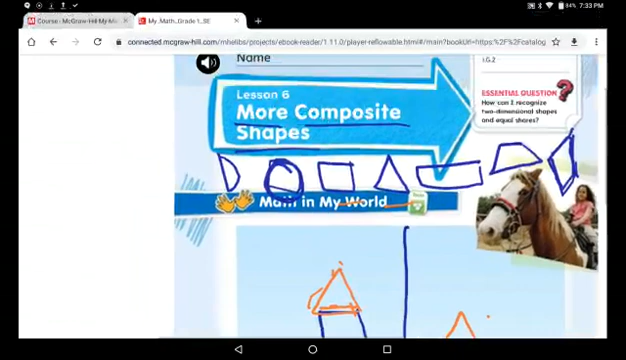 Course - McGraw-Hill My M
My .Math_Grade 1_SE
84% 7:33 PM
connected.mcgraw-hill.com/mhelibs/projects/ebook-reader/1.11.0/player-reflowable.html#/main?bookUrl=https:%2F%2Fcatalog
Name
1.G.2
Lesson 6
More Composite
Shapes
ESSENTIAL QUESTION
How can I recognize
two-dimensional shapes
and equal shares?
Math in My World